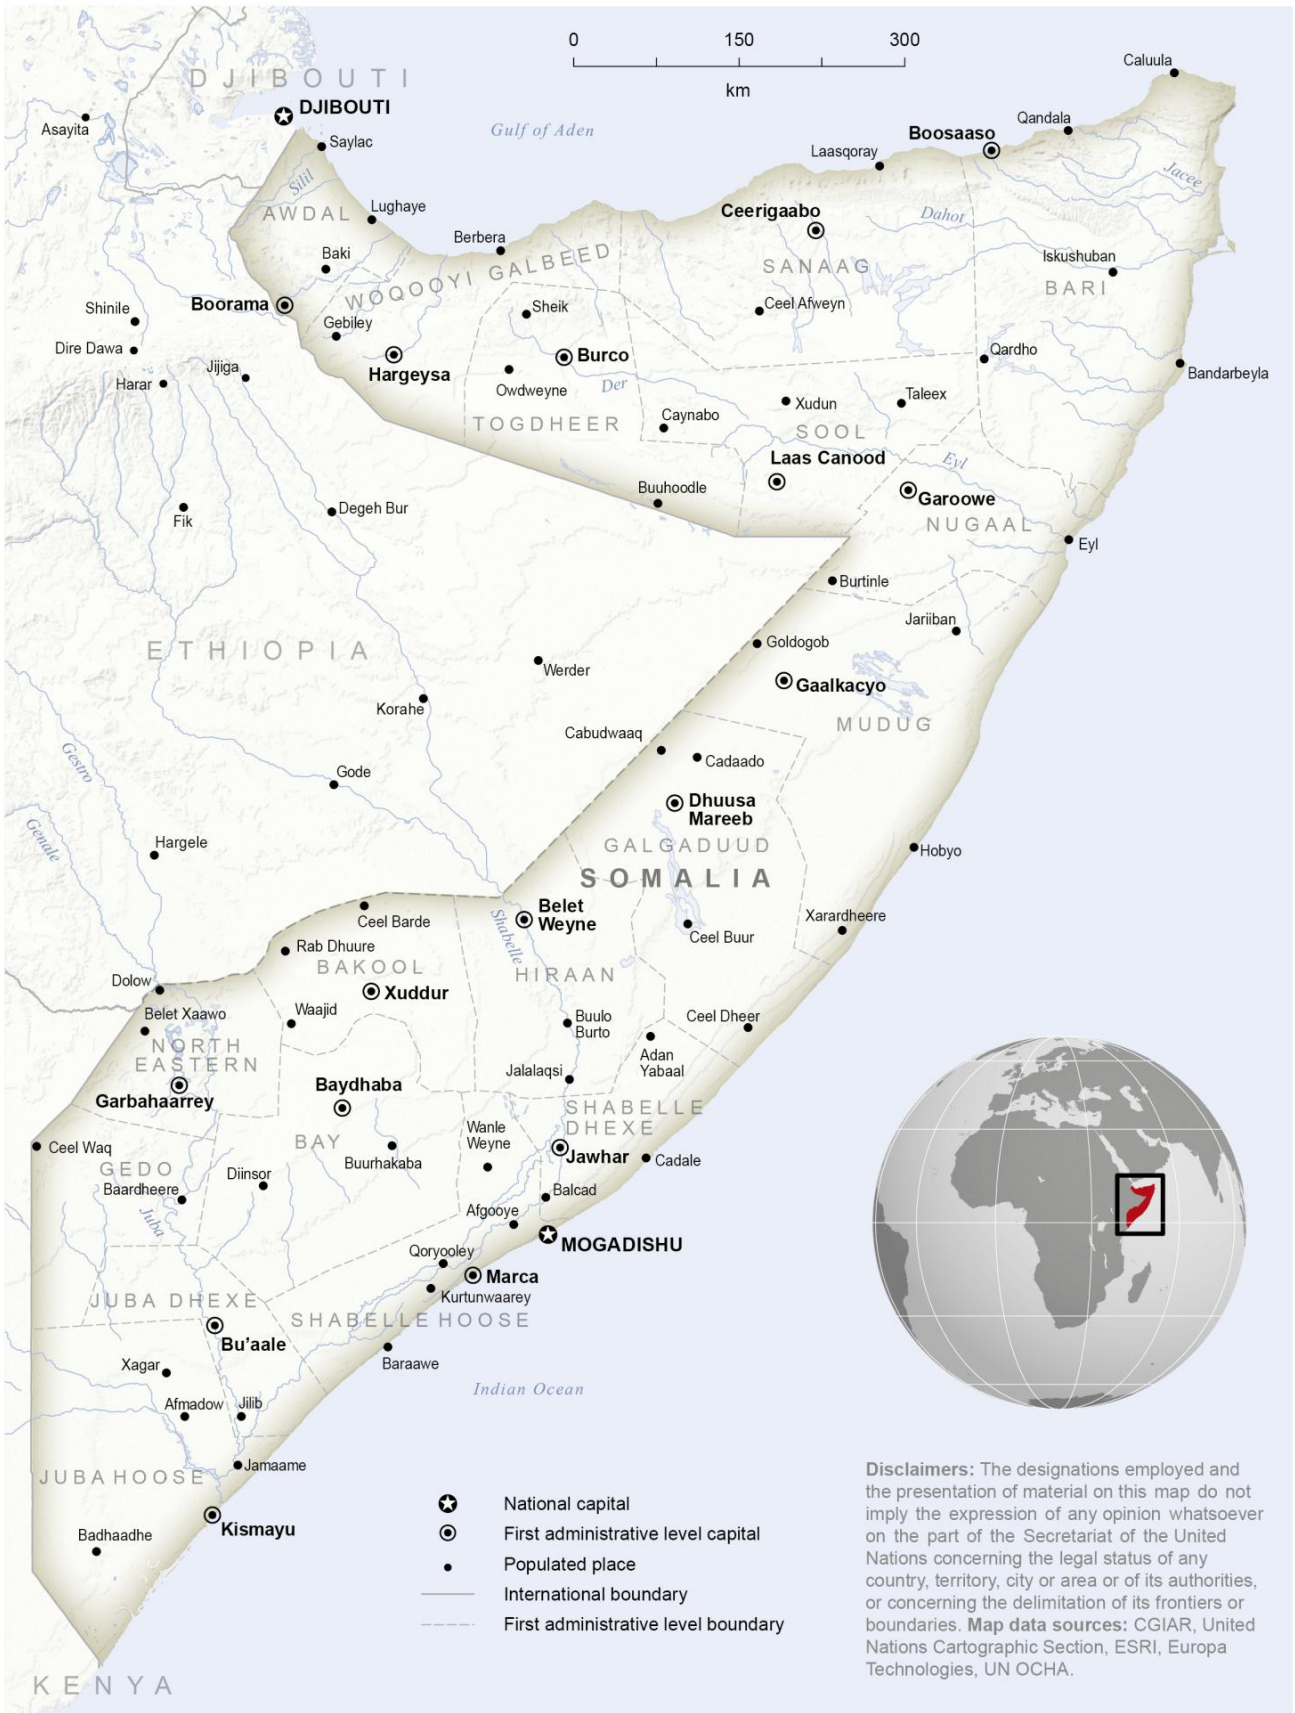 0 150 300
km
DJIBOUTI
DJIBOUTI
Asayita
Saylac
Gulf of Aden
Caluula
Qandala
Boosaaso
Laasqoray
Jacee
Silil
AWDAL
Lughaye
Ceerigaabo
Dahot
Berbera
Baki
WOQOOYI GALBEED
SANAAG
Iskushuban
BARI
Boorama
Shinile
Gebiley
Sheik
Ceel Afweyn
Dire Dawa
Harar
Jijiga
Hargeysa
Burco
Qardho
Bandarbeyla
Owdweyne
Der
Xudun
Taleex
TOGDHEER
Caynabo
SOOL
Laas Canood
Eyl
Buuhoodle
Garoowe
Fik
Degeh Bur
NUGAAL
Eyl
Burtinle
Jariiban
ETHIOPIA
Goldogob
Werder
Gaalkacyo
Korahe
MUDUG
Cabudwaaq
Cadaado
Gestro
Gode
Dhuusa
Mareeb
Genale
Hargele
GALGADUUD
Hobyo
SOMALIA
Ceel Barde
Belet
Weyne
Shabelle
Xarardheere
Ceel Buur
Rab Dhuure
BAKOOL
HIRAAN
Dolow
Xuddur
Belet Xaawo
Waajid
Buulo
Burto
Ceel Dheer
NORTH
EASTERN
Adan
Yabaal
Jalalaqsi
Garbahaarrey
Baydhaba
SHABELLE
DHEXE
Wanle
Weyne
Ceel Waq
BAY
Buurhakaba
Jawhar
Cadale
GEDO
Baardheere
Diinsor
Balcad
Juba
Afgooye
MOGADISHU
Qoryooley
Marca
Kurtunwaarey
JUBA DHEXE
SHABELLE HOOSE
Bu'aale
Baraawe
Xagar
Indian Ocean
Afmadow
Jilib
JUBA HOOSE
Jamaame
Kismayu
Badhaadhe
KENYA
National capital
First administrative level capital
Populated place
International boundary
First administrative level boundary
Disclaimers: The designations employed and
the presentation of material on this map do not
imply the expression of any opinion whatsoever
on the part of the Secretariat of the United
Nations concerning the legal status of any
country, territory, city or area or of its authorities,
or concerning the delimitation of its frontiers or
boundaries. Map data sources: CGIAR, United
Nations Cartographic Section, ESRI, Europa
Technologies, UN OCHA.